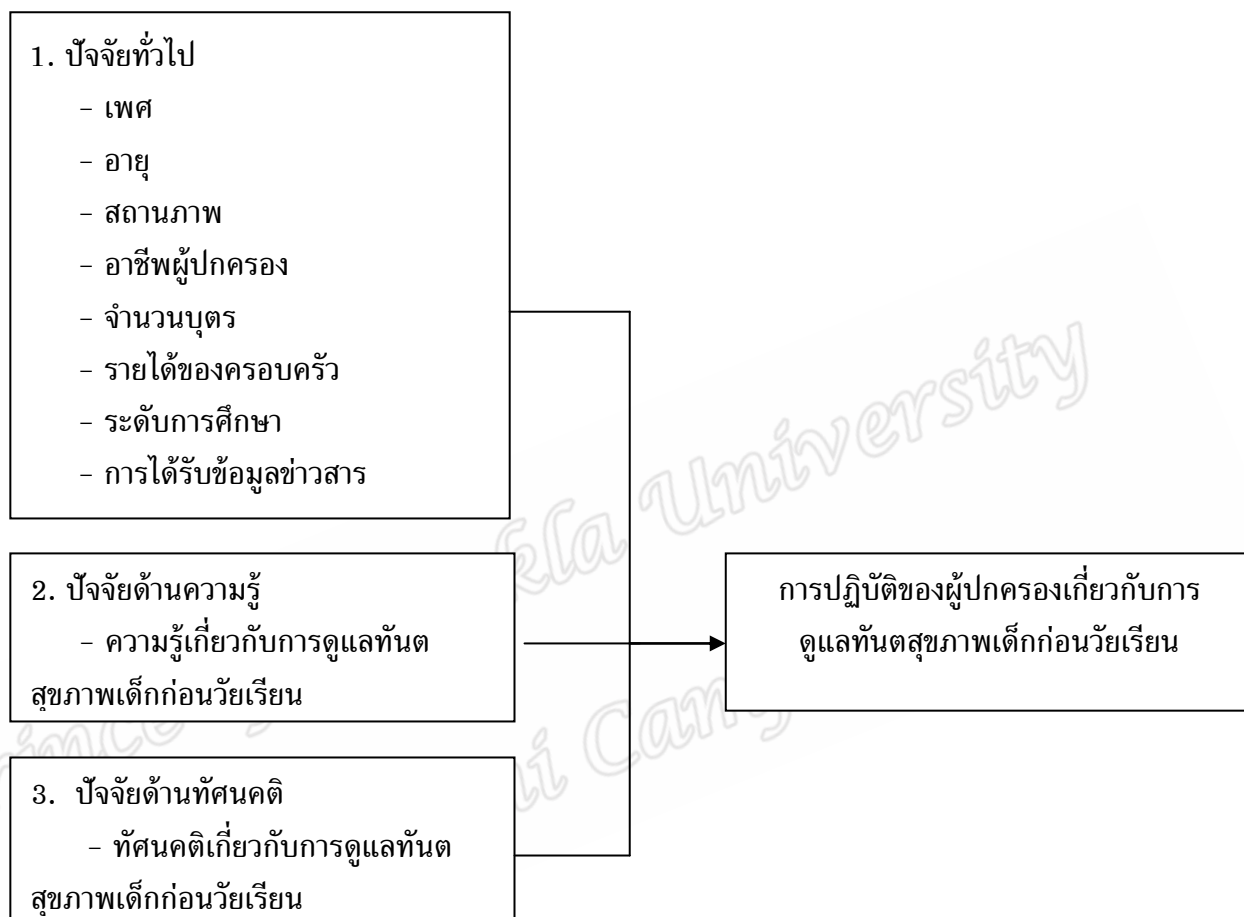 1. ปัจจัยทั่วไป
- เพศ
- อายุ
- สถานภาพ
- อาชีพผู้ปกครอง
- จำนวนบุตร
- รายได้ของครอบครัว
- ระดับการศึกษา
- การได้รับข้อมูลข่าวสาร
2. ปัจจัยด้านความรู้
- ความรู้เกี่ยวกับการดูแลทันต
สุขภาพเด็กก่อนวัยเรียน
3. ปัจจัยด้านทัศนคติ
- ทัศนคติเกี่ยวกับการดูแลทันต
สุขภาพเด็กก่อนวัยเรียน
การปฏิบัติของผู้ปกครองเกี่ยวกับการ
ดูแลทันตสุขภาพเด็กก่อนวัยเรียน
University